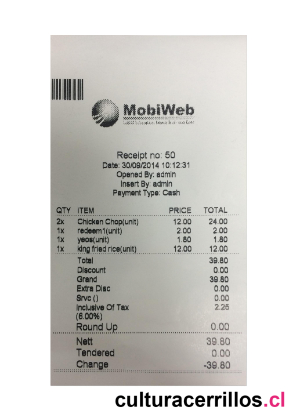 MobiWeb
Receipt no: 50
Date: 30/09/2014 10:12:31
Opened By: admin
Insert By: admin
Payment Type: Cash
QTY ITEM PRICE TOTAL
2x Chicken Chop(unit) 12.00 24.00
1x redeem1(unit) 2.00 2.00
1x yeos(unit) 1.80 1.80
1x king fried rice(unit) 12.00 12.00
Total 39.80
Discount 0.00
Grand 39.80
Extra Disc 0.00
Srvc () 0.00
Inclusive Of Tax 2.25
(6.00%)
Round Up 0.00
Nett 39.80
Tendered 0.00
Change -39.80
culturacerrillos.cl